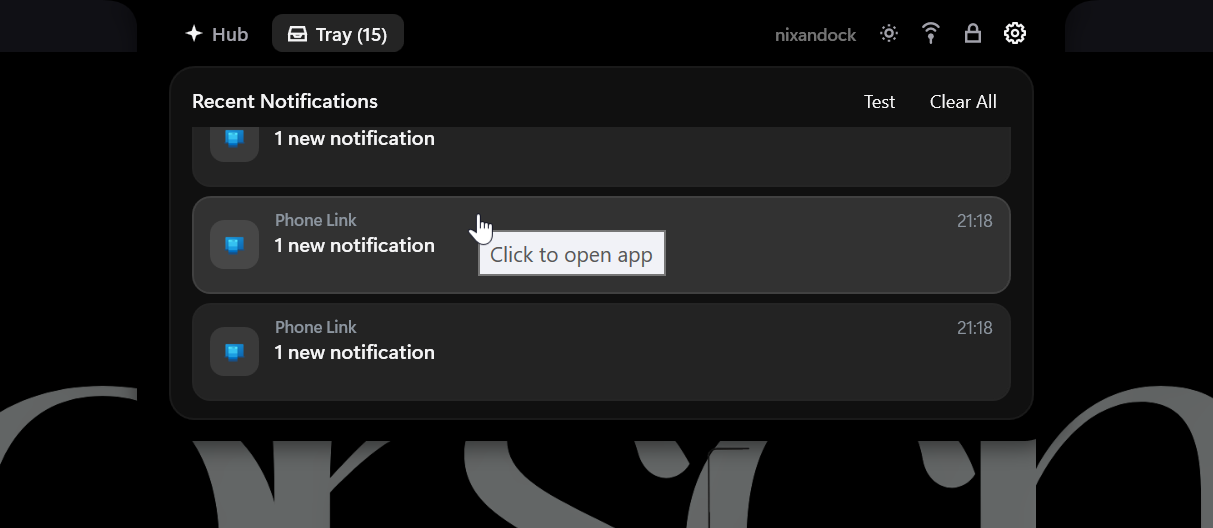 Hub
Tray (15)
nixandock
Recent Notifications
Test
Clear All
1 new notification
Phone Link
21:18
1 new notification
Click to open app
Phone Link
21:18
1 new notification